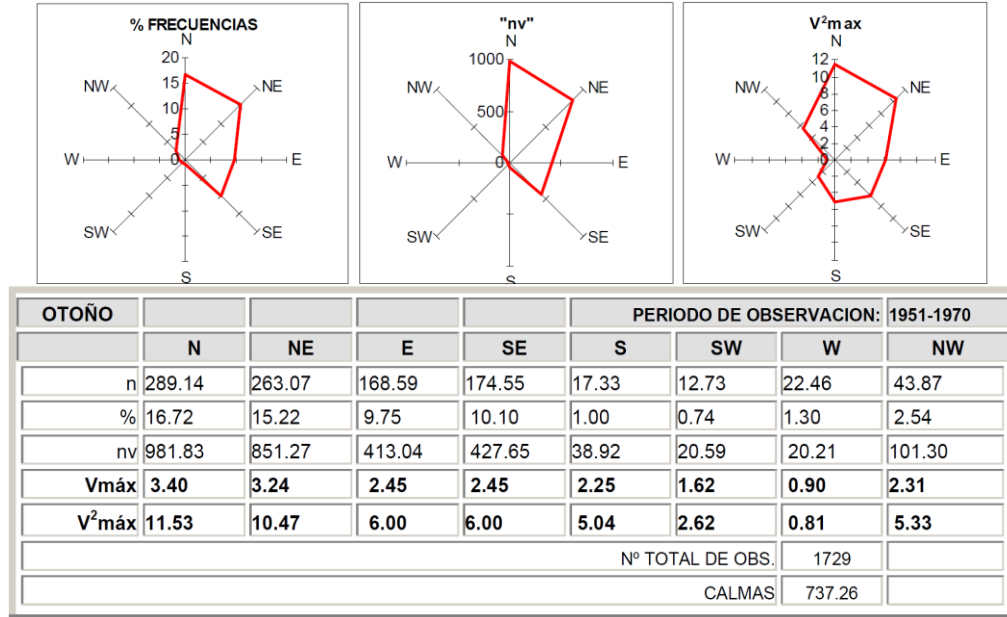 % FRECUENCIAS
N
20
15
10
5
0
NW
NE
W
E
SW
SE
S
"nv"
N
1000
500
0
NW
NE
W
E
SW
SE
S
V²max
N
12
10
8
6
4
2
0
NW
NE
W
E
SW
SE
S
OTOÑO PERIODO DE OBSERVACION: 1951-1970
N NE E SE S SW W NW
n 289.14 263.07 168.59 174.55 17.33 12.73 22.46 43.87
% 16.72 15.22 9.75 10.10 1.00 0.74 1.30 2.54
nv 981.83 851.27 413.04 427.65 38.92 20.59 20.21 101.30
Vmáx 3.40 3.24 2.45 2.45 2.25 1.62 0.90 2.31
V²máx 11.53 10.47 6.00 6.00 5.04 2.62 0.81 5.33
Nº TOTAL DE OBS. 1729
CALMAS 737.26